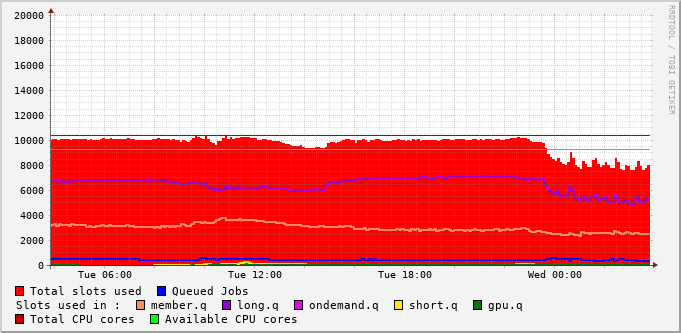 RRDTOOL / TOBI OETIKER
20000
18000
16000
14000
12000
10000
8000
6000
4000
2000
0
Tue 06:00 Tue 12:00 Tue 18:00 Wed 00:00
Total slots used Queued Jobs
Slots used in : member.q long.q ondemand.q short.q gpu.q
Total CPU cores Available CPU cores